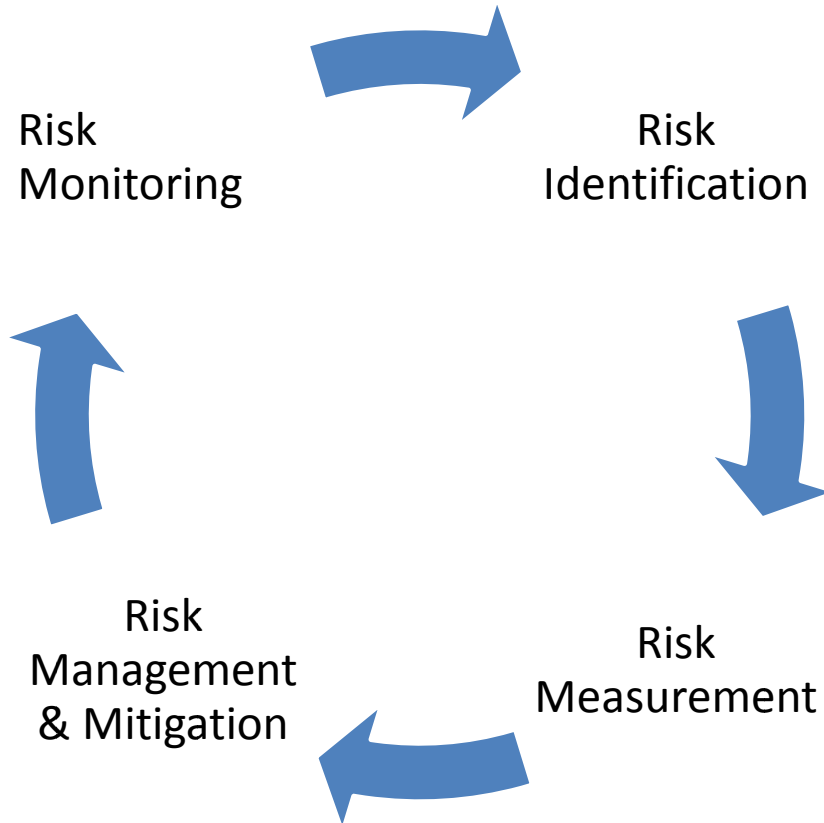 Risk
Monitoring
Risk
Identification
Risk
Management
& Mitigation
Risk
Measurement